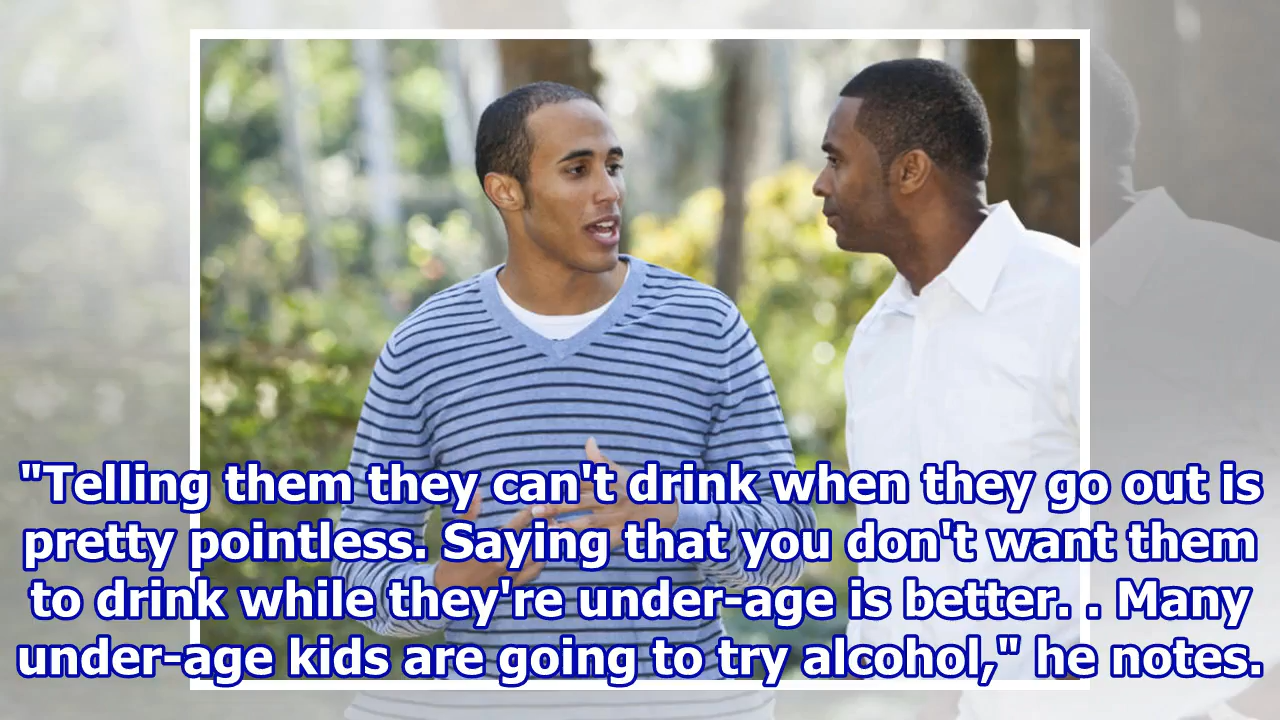 "Telling them they can't drink when they go out is
pretty pointless. Saying that you don't want them
to drink while they're under-age is better. . Many
under-age kids are going to try alcohol," he notes.